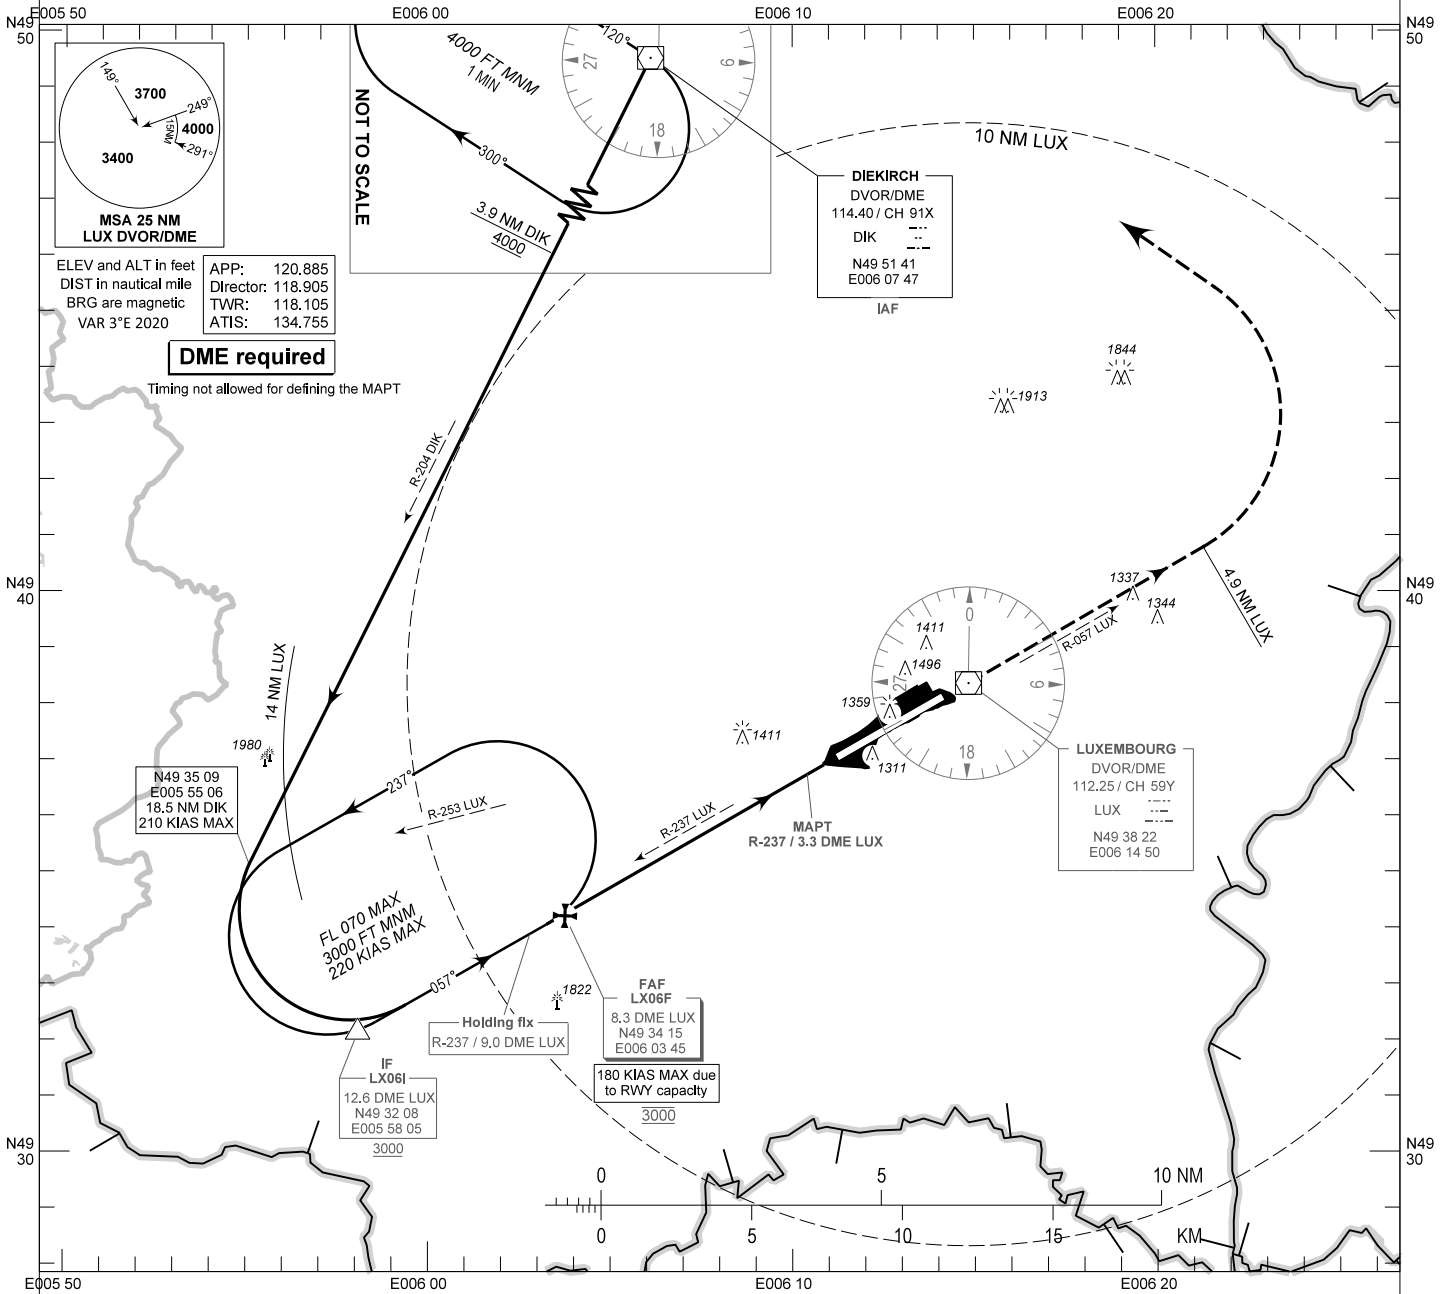 E005 50
E006 00
E006 10
E006 20
N49
50
N49
50
149°
3700
249°
4000
15NM
291°
3400
MSA 25 NM
LUX DVOR/DME
ELEV and ALT in feet
DIST in nautical mile
BRG are magnetic
VAR 3°E 2020
APP: 120.885
Director: 118.905
TWR: 118.105
ATIS: 134.755
DME required
Timing not allowed for defining the MAPT
4000 FT MNM
1 MIN
120°
300°
NOT TO SCALE
3.9 NM DIK
4000
27
9
18
10 NM LUX
DIEKIRCH
DVOR/DME
114.40 / CH 91X
DIK
N49 51 41
E006 07 47
IAF
1844
1913
R-204 DIK
N49
40
N49
40
14 NM LUX
1980
N49 35 09
E005 55 06
18.5 NM DIK
210 KIAS MAX
237°
R-253 LUX
FL 070 MAX
3000 FT MNM
220 KIAS MAX
057°
R-237 LUX
MAPT
R-237 / 3.3 DME LUX
1411
1359
1411
1496
1311
0
27
9
18
1337
1344
R-057 LUX
4.9 NM LUX
LUXEMBOURG
DVOR/DME
112.25 / CH 59Y
LUX
N49 38 22
E006 14 50
Holding fix
R-237 / 9.0 DME LUX
1822
FAF
LX06F
8.3 DME LUX
N49 34 15
E006 03 45
180 KIAS MAX due
to RWY capacity
3000
IF
LX06I
12.6 DME LUX
N49 32 08
E005 58 05
3000
N49
30
N49
30
0
5
10 NM
0
5
10
15
KM
E005 50
E006 00
E006 10
E006 20